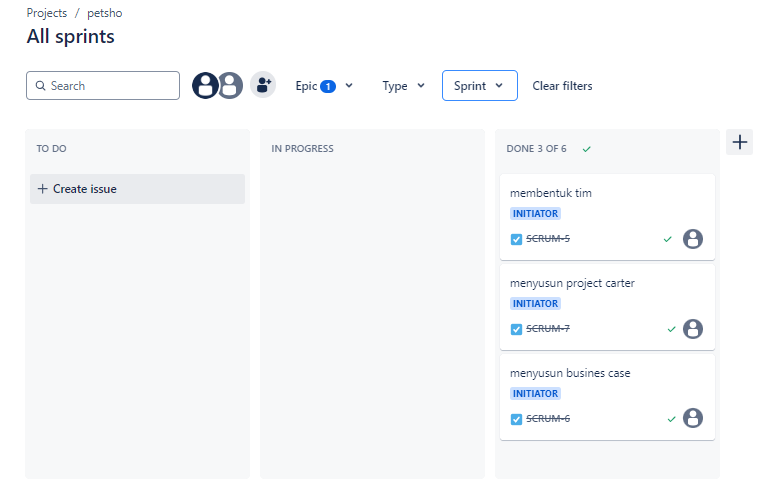 Projects / petsho
All sprints
Search
Epic 1
Type
Sprint
Clear filters
TO DO
IN PROGRESS
DONE 3 OF 6
+ Create issue
membentuk tim
INITIATOR
SCRUM-5
menyusun project carter
INITIATOR
SCRUM-7
menyusun busines case
INITIATOR
SCRUM-6